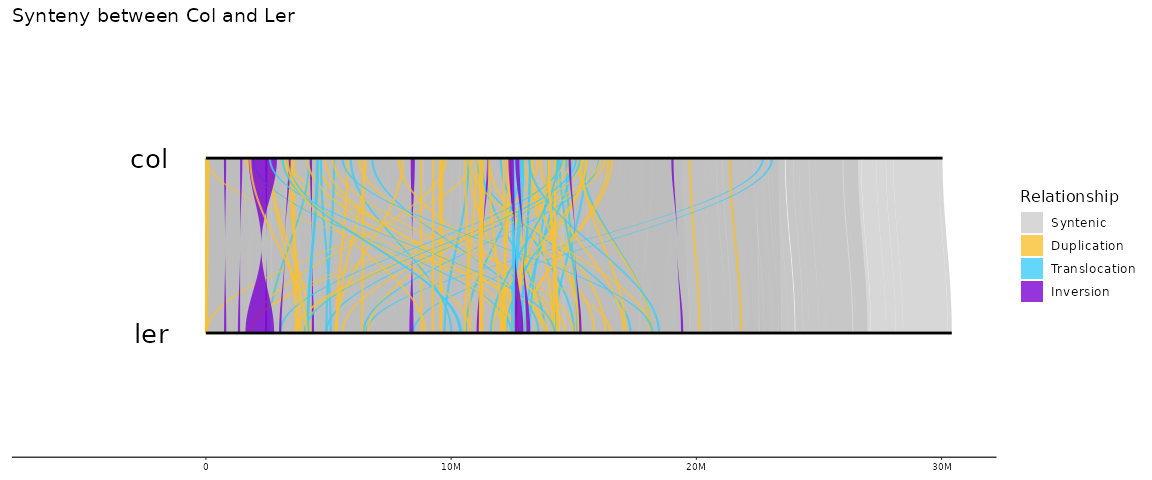 Synteny between Col and Ler
col
ler
Relationship
Syntenic
Duplication
Translocation
Inversion
0
10M
20M
30M